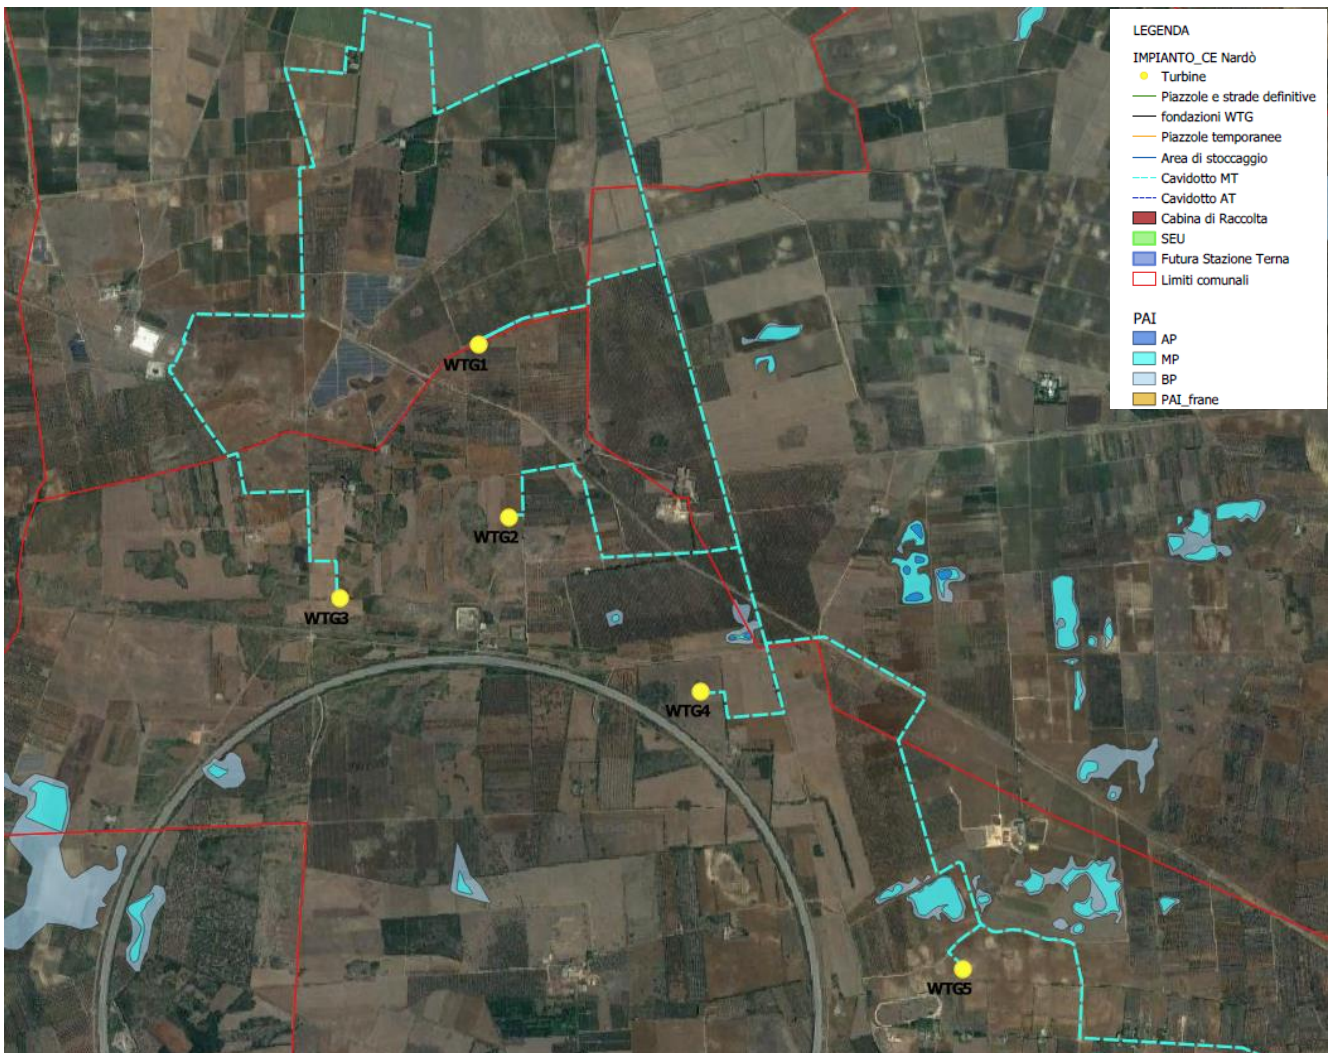 LEGENDA
IMPIANTO_CE Nardò
Turbine
Piazzole e strade definitive
fondazioni WTG
Piazzole temporanee
Area di stoccaggio
Cavidotto MT
Cavidotto AT
Cabina di Raccolta
SEU
Futura Stazione Terna
Limiti comunali
PAI
AP
MP
BP
PAI_frane
WTG1
WTG2
WTG3
WTG4
WTG5